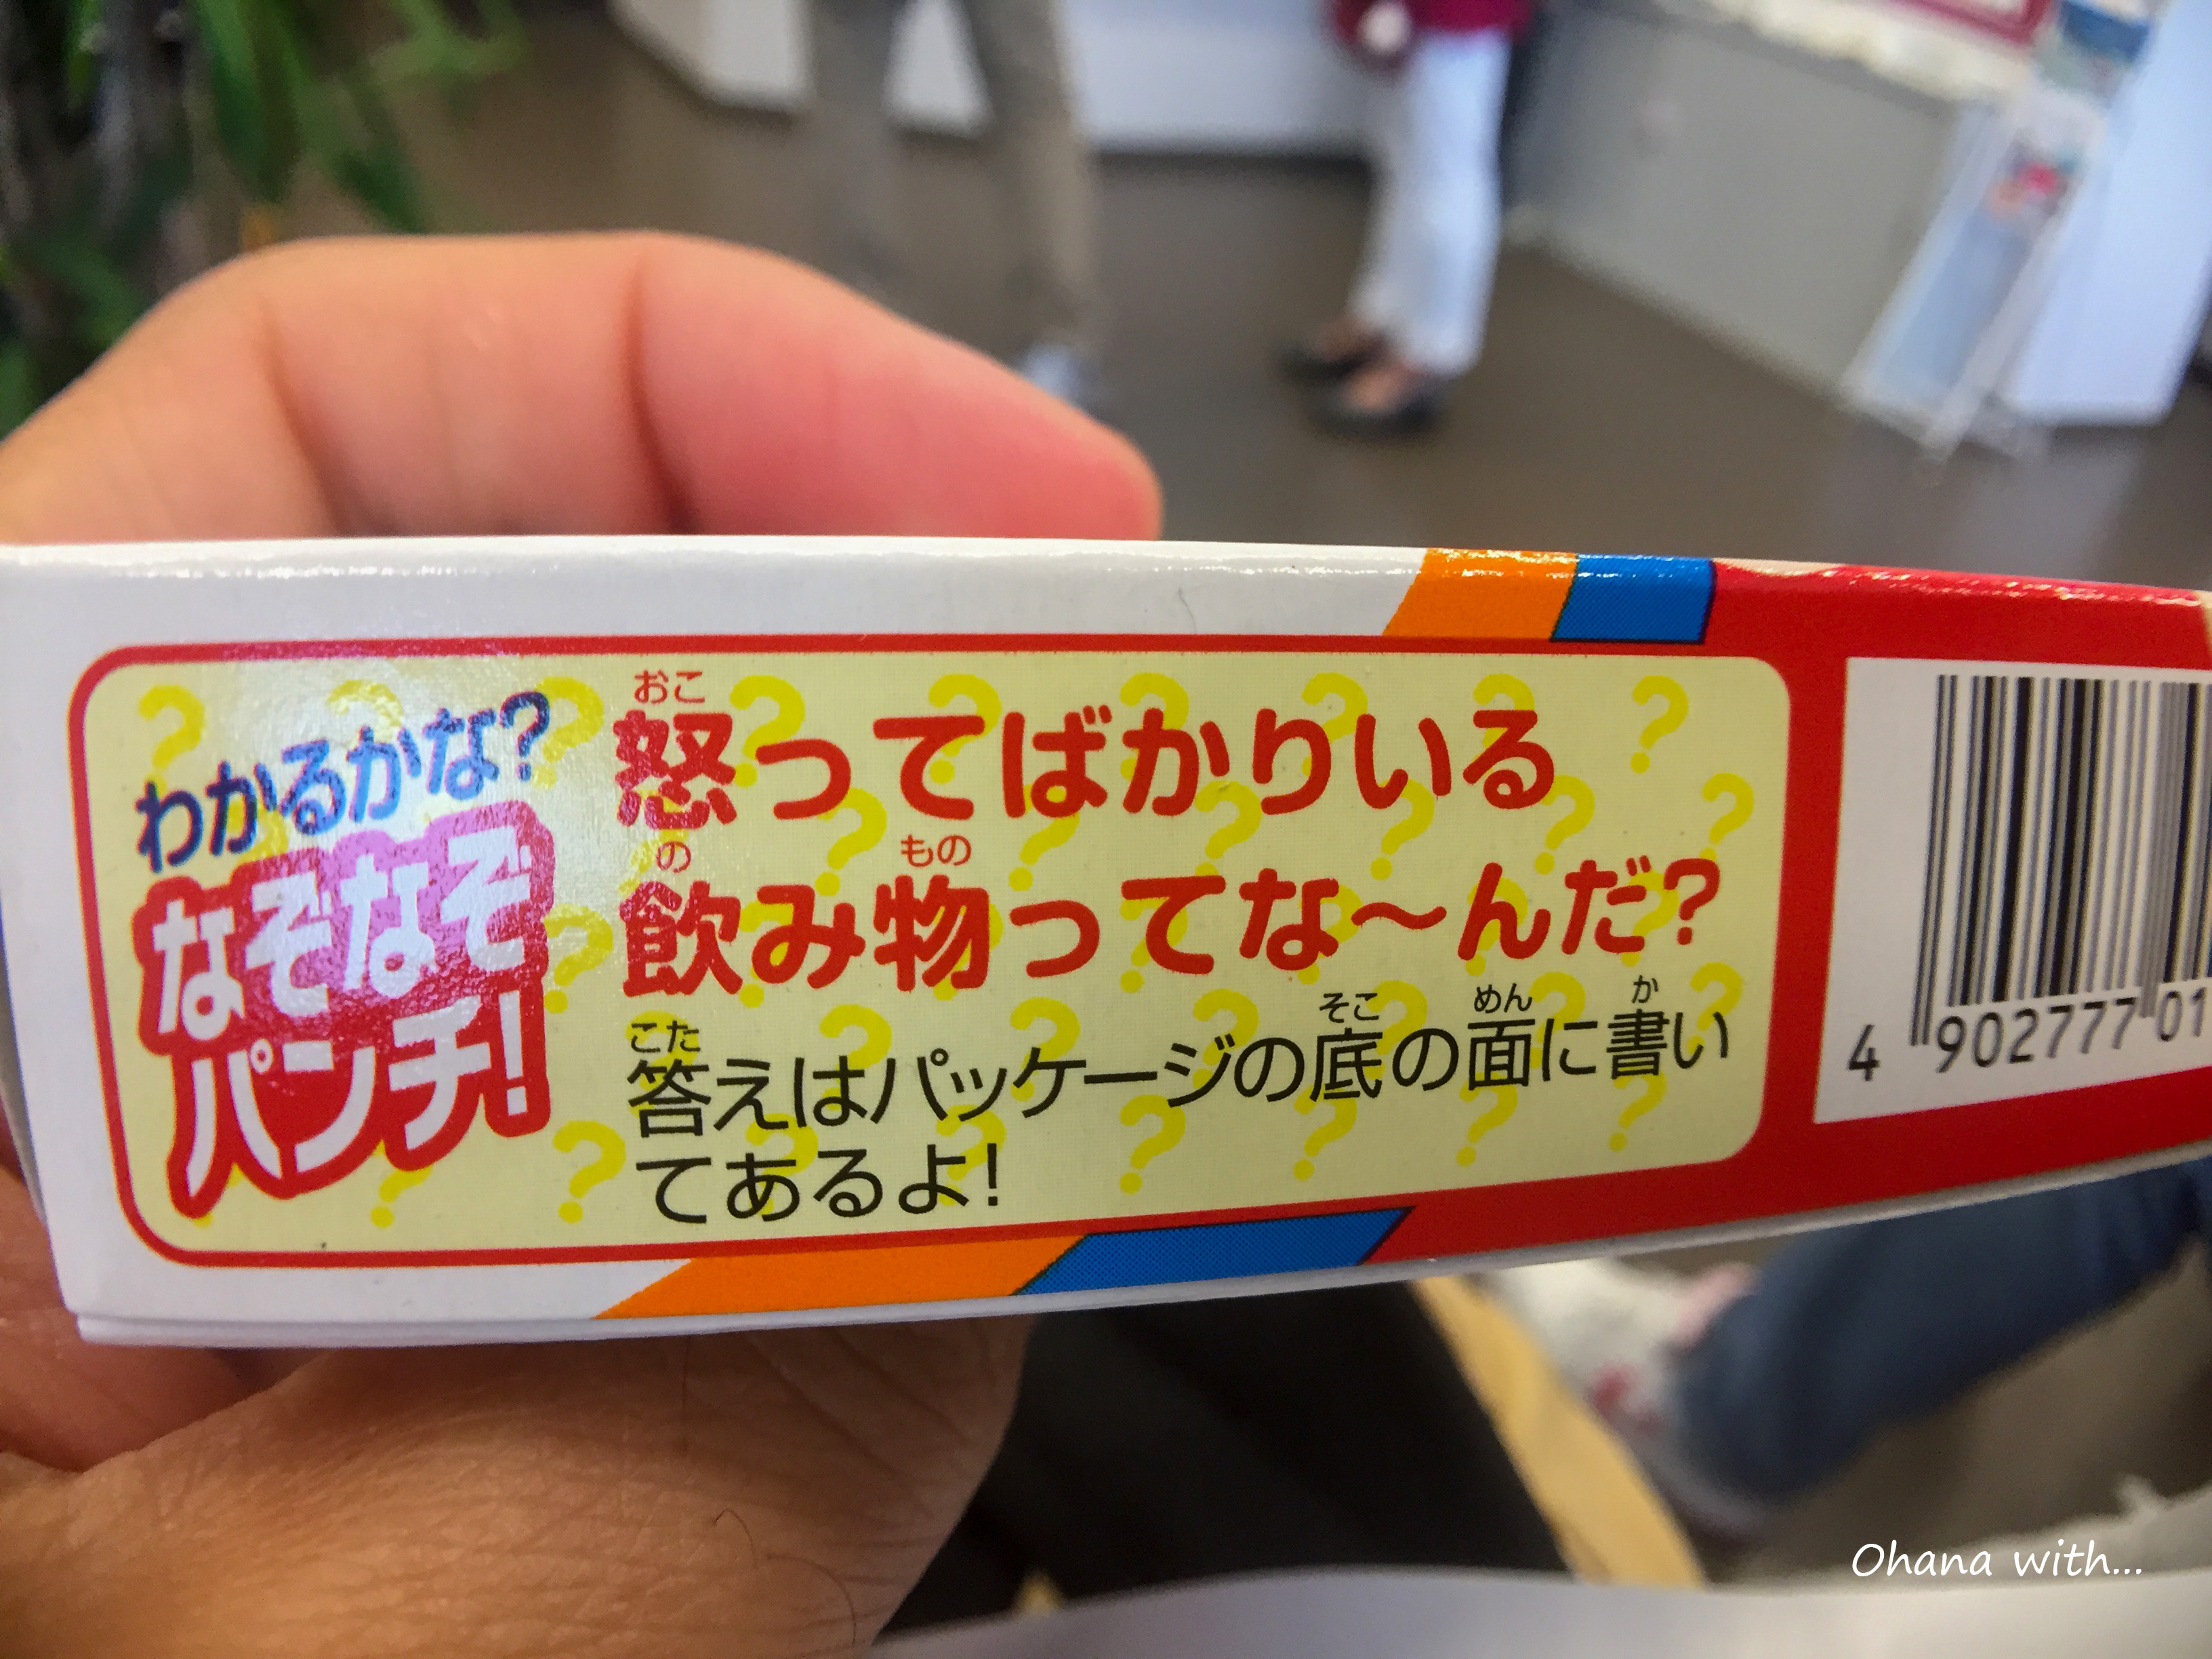 わかるかな?
なぞなぞ
パンチ!
おこ
怒ってばかりいる
の もの
飲み物ってな〜んだ?
こた そこ めん か
答えはパッケージの底の面に書い
てあるよ!
4 902777 01
Ohana with...